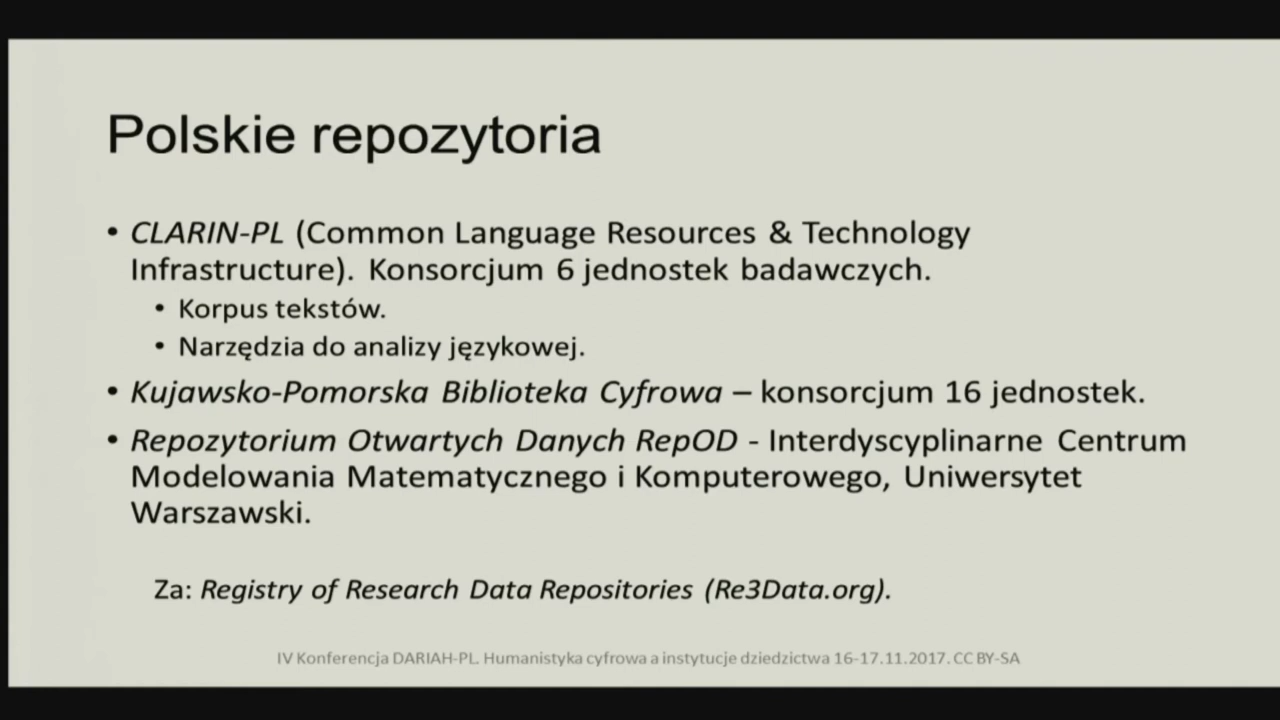 Polskie repozytoria
• CLARIN-PL (Common Language Resources & Technology
Infrastructure). Konsorcjum 6 jednostek badawczych.
• Korpus tekstów.
• Narzędzia do analizy językowej.
• Kujawsko-Pomorska Biblioteka Cyfrowa – konsorcjum 16 jednostek.
• Repozytorium Otwartych Danych RepOD - Interdyscyplinarne Centrum
Modelowania Matematycznego i Komputerowego, Uniwersytet
Warszawski.
Za: Registry of Research Data Repositories (Re3Data.org).
IV Konferencja DARIAH-PL. Humanistyka cyfrowa a instytucje dziedzictwa 16-17.11.2017. CC BY-SA